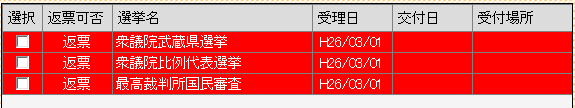 選択 返票可否 選挙名 受理日 交付日 受付場所
返票 衆議院武蔵県選挙 H26/03/01
返票 衆議院比例代表選挙 H26/03/01
返票 最高裁判所国民審査 H26/03/01